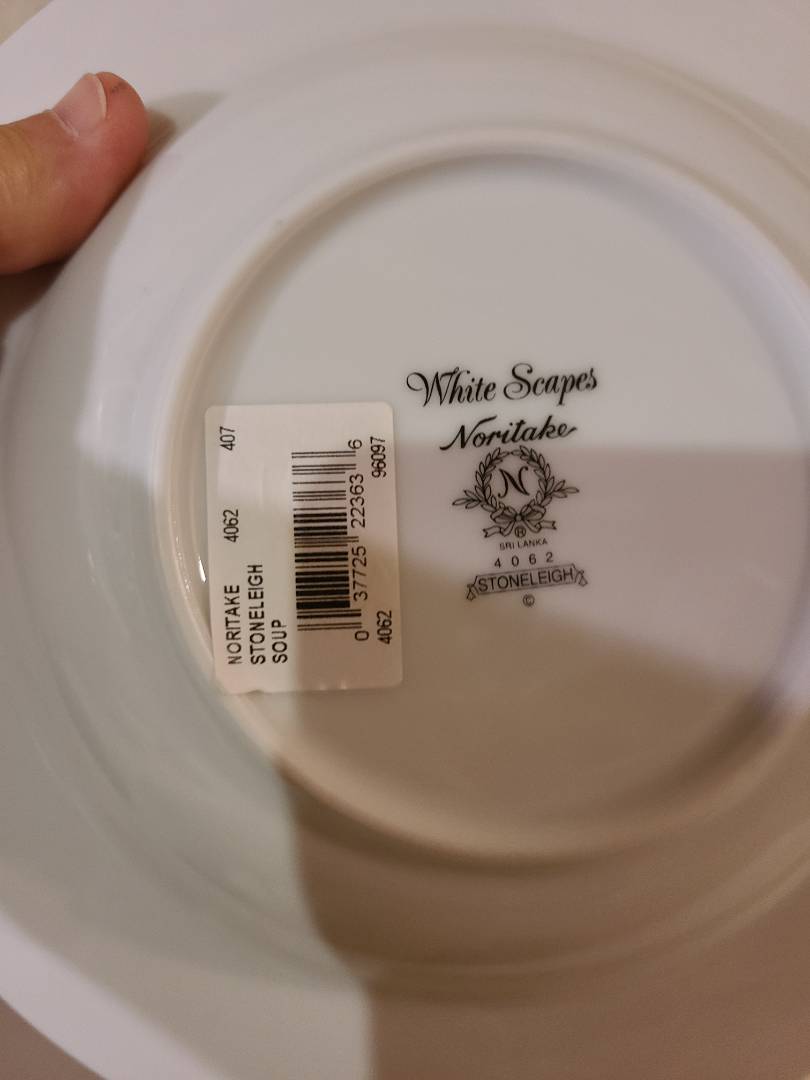 White Scapes
Noritake
N
®
SRI LANKA
4062
STONELEIGH
©
NORITAKE 4062 407
STONELEIGH
SOUP
0 37725 22363 6
4062 96097